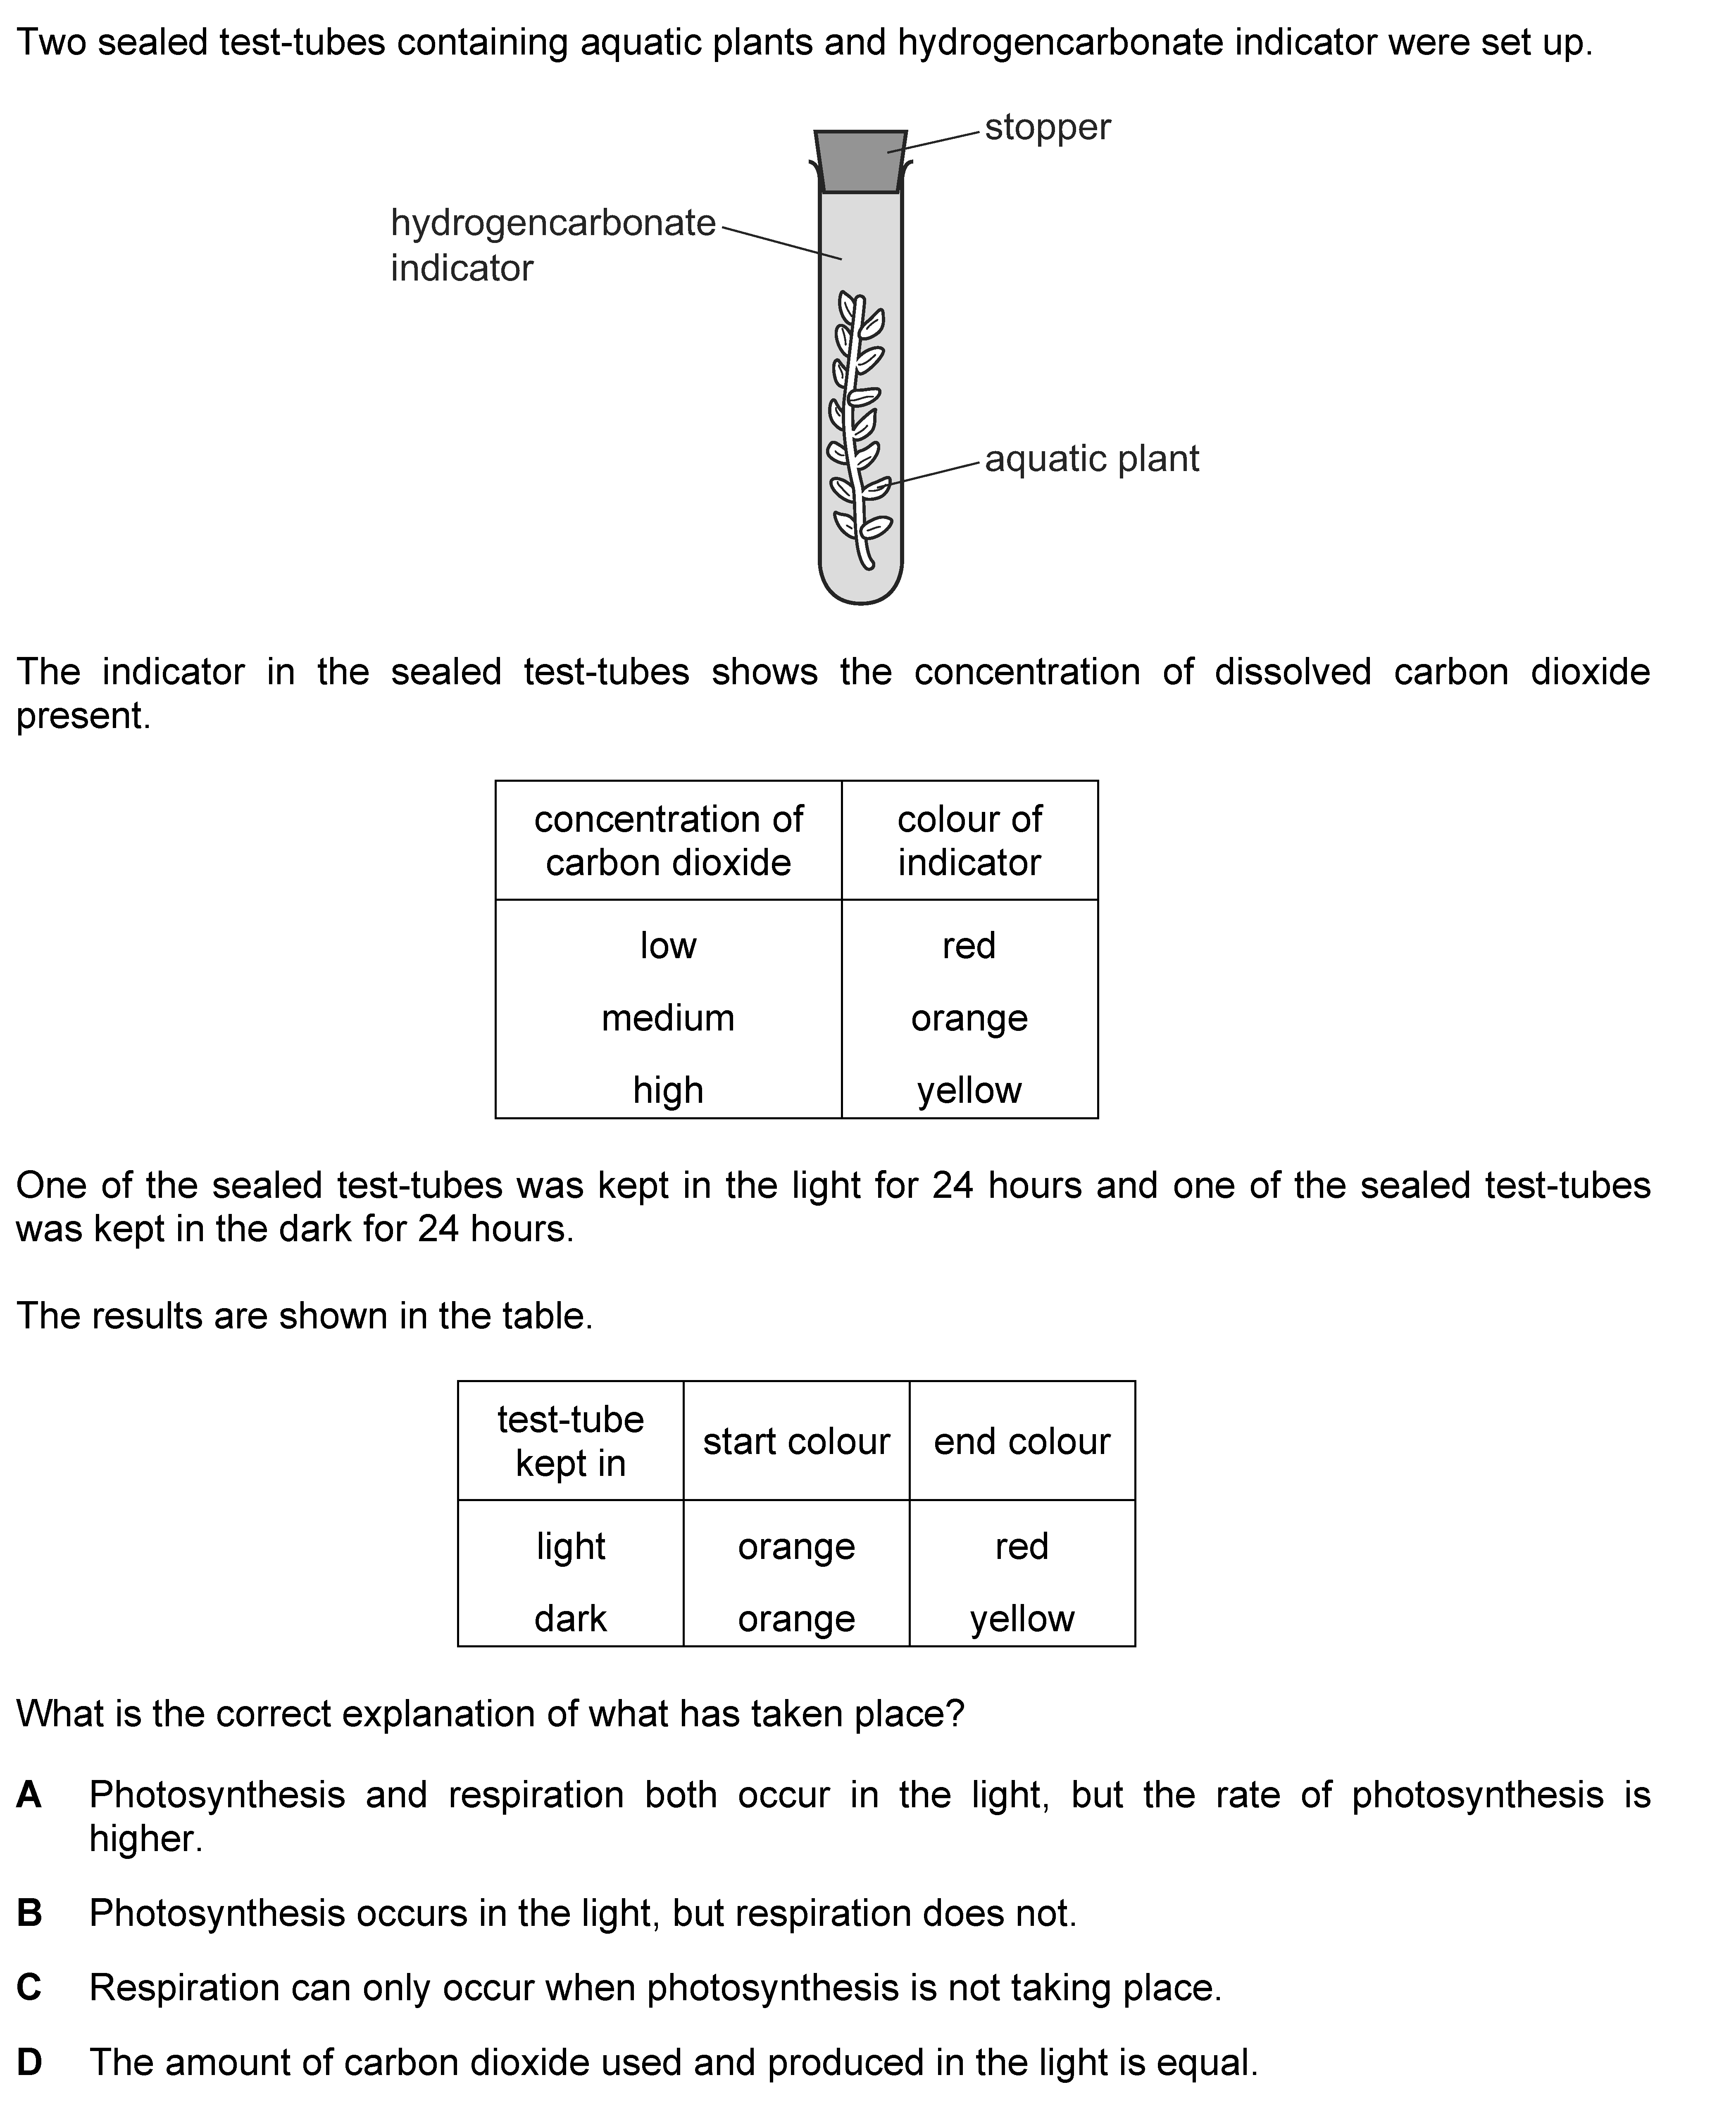 Two sealed test-tubes containing aquatic plants and hydrogencarbonate indicator were set up.
stopper
hydrogencarbonate
indicator
aquatic plant
The indicator in the sealed test-tubes shows the concentration of dissolved carbon dioxide
present.
concentration of
carbon dioxide
colour of
indicator
low red
medium orange
high yellow
One of the sealed test-tubes was kept in the light for 24 hours and one of the sealed test-tubes
was kept in the dark for 24 hours.
The results are shown in the table.
test-tube
kept in
start colour end colour
light orange red
dark orange yellow
What is the correct explanation of what has taken place?
A Photosynthesis and respiration both occur in the light, but the rate of photosynthesis is
higher.
B Photosynthesis occurs in the light, but respiration does not.
C Respiration can only occur when photosynthesis is not taking place.
D The amount of carbon dioxide used and produced in the light is equal.